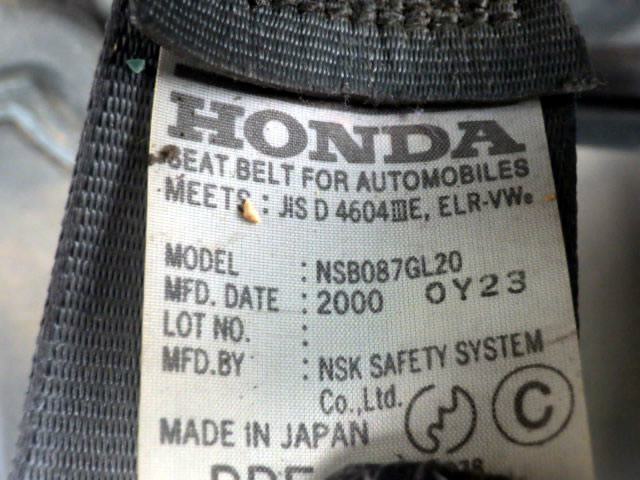 HONDA
SEAT BELT FOR AUTOMOBILES
MEETS : JIS D 4604ⅢE, ELR-VWe
MODEL : NSB087GL20
MFD. DATE : 2000 0Y23
LOT NO. :
MFD.BY : NSK SAFETY SYSTEM
Co.,Ltd.
MADE IN JAPAN
C